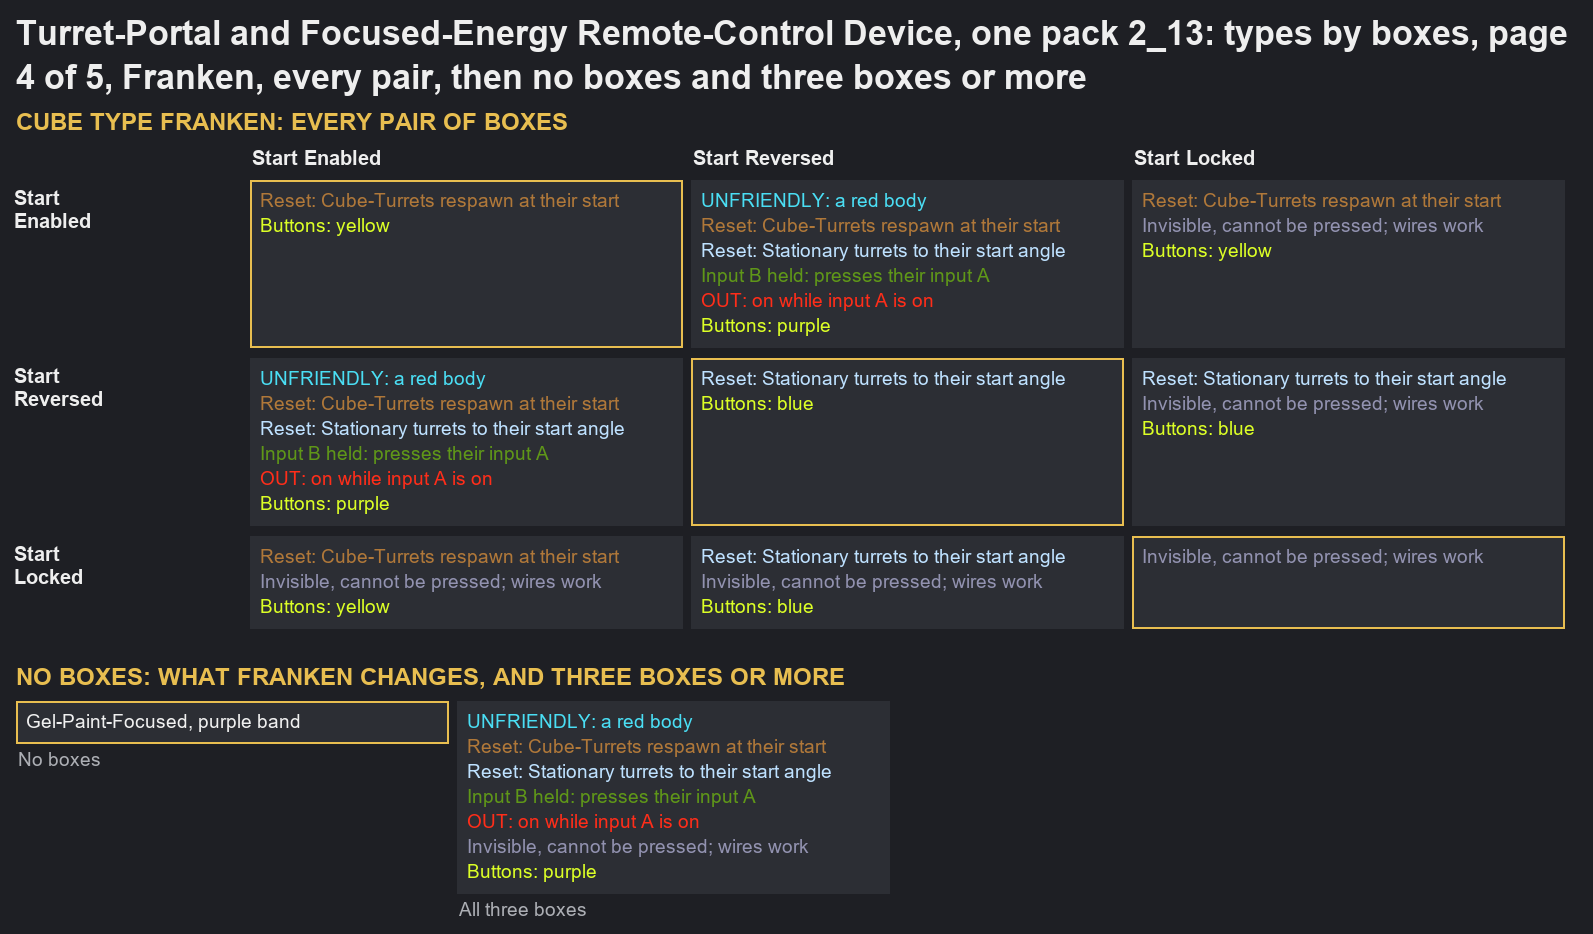 Turret-Portal and Focused-Energy Remote-Control Device, one pack 2_13: types by boxes, page
4 of 5, Franken, every pair, then no boxes and three boxes or more
CUBE TYPE FRANKEN: EVERY PAIR OF BOXES
Start Enabled
Start Reversed
Start Locked
Start
Enabled
Reset: Cube-Turrets respawn at their start
Buttons: yellow
UNFRIENDLY: a red body
Reset: Cube-Turrets respawn at their start
Reset: Stationary turrets to their start angle
Input B held: presses their input A
OUT: on while input A is on
Buttons: purple
Reset: Cube-Turrets respawn at their start
Invisible, cannot be pressed; wires work
Buttons: yellow
Start
Reversed
UNFRIENDLY: a red body
Reset: Cube-Turrets respawn at their start
Reset: Stationary turrets to their start angle
Input B held: presses their input A
OUT: on while input A is on
Buttons: purple
Reset: Stationary turrets to their start angle
Buttons: blue
Reset: Stationary turrets to their start angle
Invisible, cannot be pressed; wires work
Buttons: blue
Start
Locked
Reset: Cube-Turrets respawn at their start
Invisible, cannot be pressed; wires work
Buttons: yellow
Reset: Stationary turrets to their start angle
Invisible, cannot be pressed; wires work
Buttons: blue
Invisible, cannot be pressed; wires work
NO BOXES: WHAT FRANKEN CHANGES, AND THREE BOXES OR MORE
Gel-Paint-Focused, purple band
No boxes
UNFRIENDLY: a red body
Reset: Cube-Turrets respawn at their start
Reset: Stationary turrets to their start angle
Input B held: presses their input A
OUT: on while input A is on
Invisible, cannot be pressed; wires work
Buttons: purple
All three boxes